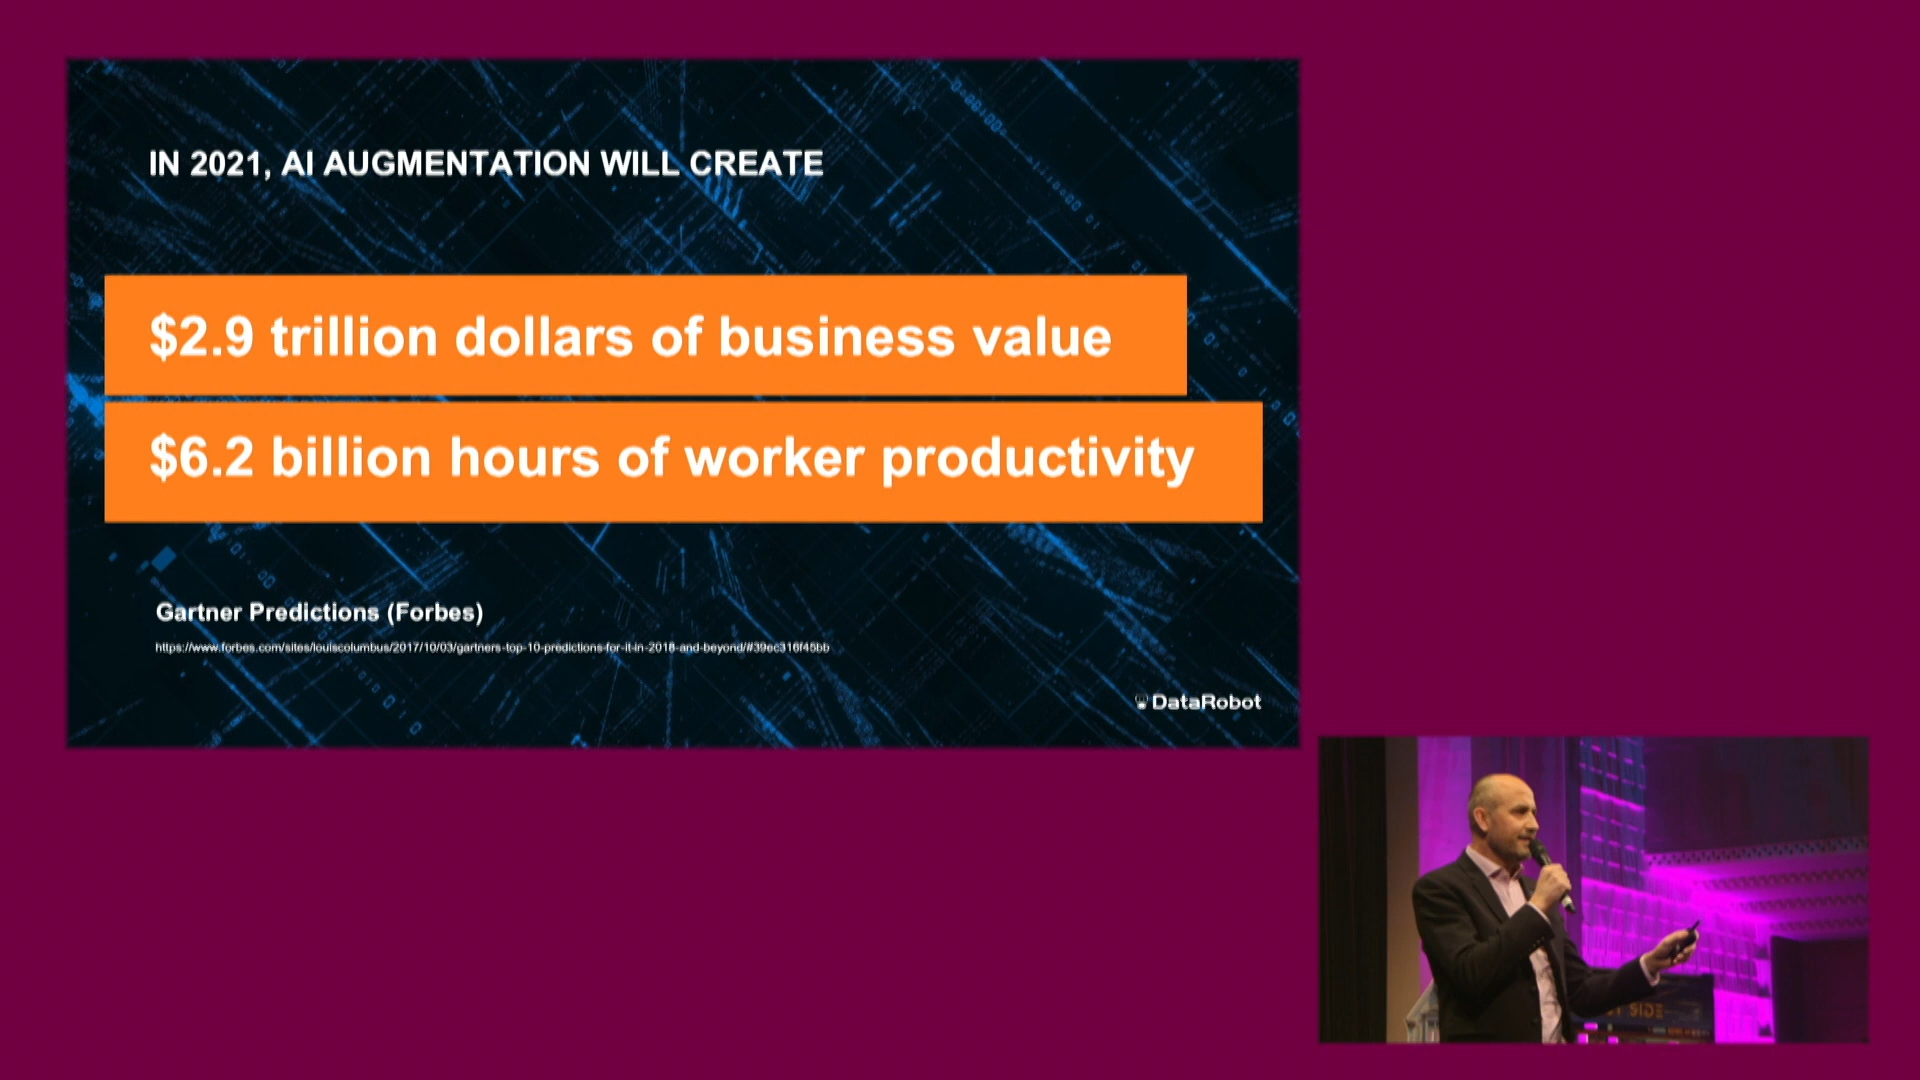 IN 2021, AI AUGMENTATION WILL CREATE
$2.9 trillion dollars of business value
$6.2 billion hours of worker productivity
Gartner Predictions (Forbes)
https://www.forbes.com/sites/louiscolumbus/2017/10/03/gartners-top-10-predictions-for-it-in-2018-and-beyond/#39ec316f45bb
DataRobot
SIDE